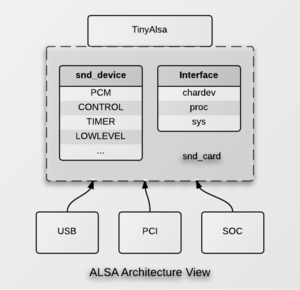 TinyAlsa
snd_device
PCM
CONTROL
TIMER
LOWLEVEL
...
Interface
chardev
proc
sys
snd_card
USB
PCI
SOC
ALSA Architecture View